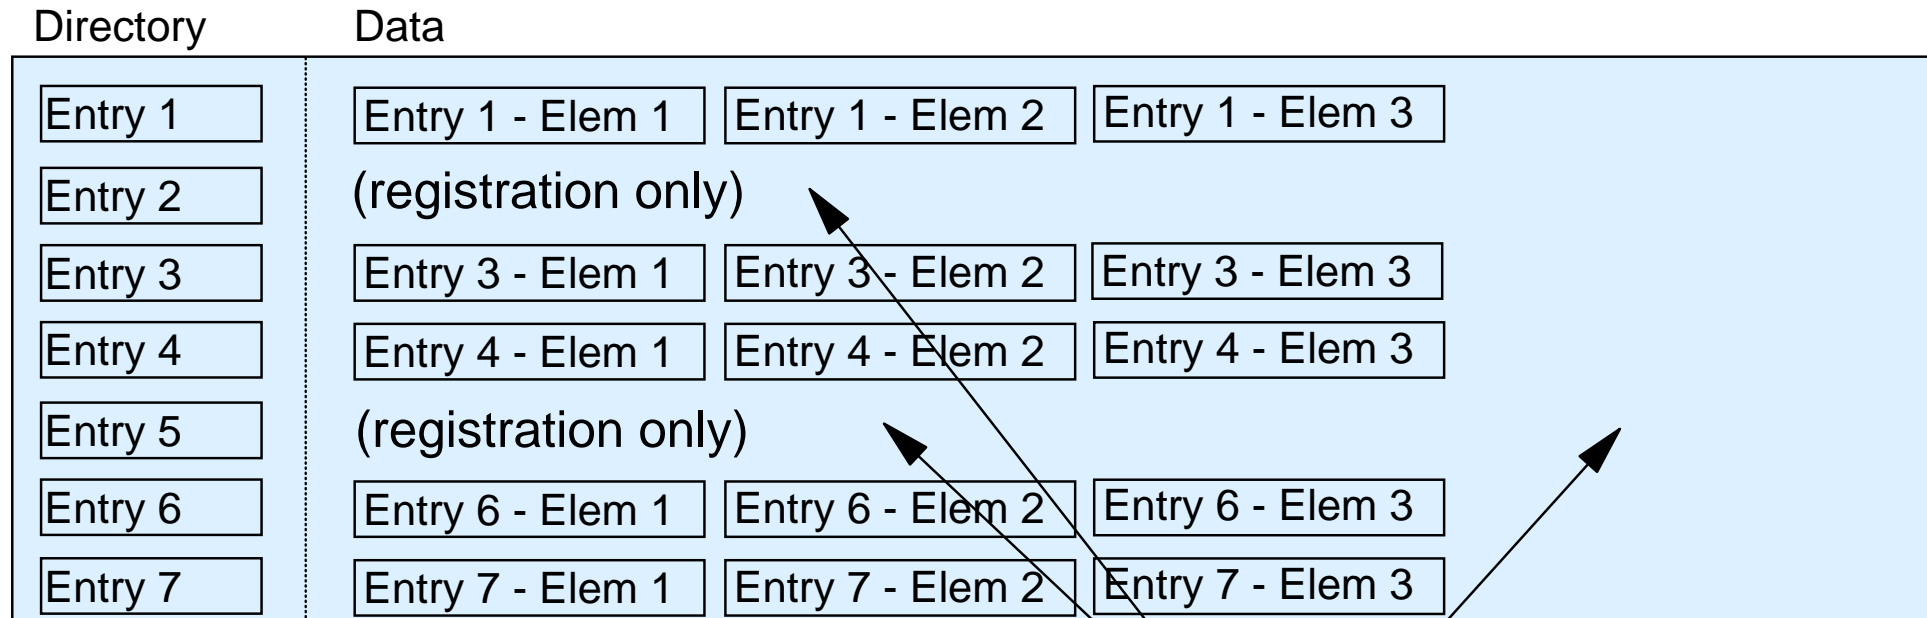 Directory Data
Entry 1 Entry 1 - Elem 1 Entry 1 - Elem 2 Entry 1 - Elem 3
Entry 2 (registration only)
Entry 3 Entry 3 - Elem 1 Entry 3 - Elem 2 Entry 3 - Elem 3
Entry 4 Entry 4 - Elem 1 Entry 4 - Elem 2 Entry 4 - Elem 3
Entry 5 (registration only)
Entry 6 Entry 6 - Elem 1 Entry 6 - Elem 2 Entry 6 - Elem 3
Entry 7 Entry 7 - Elem 1 Entry 7 - Elem 2 Entry 7 - Elem 3